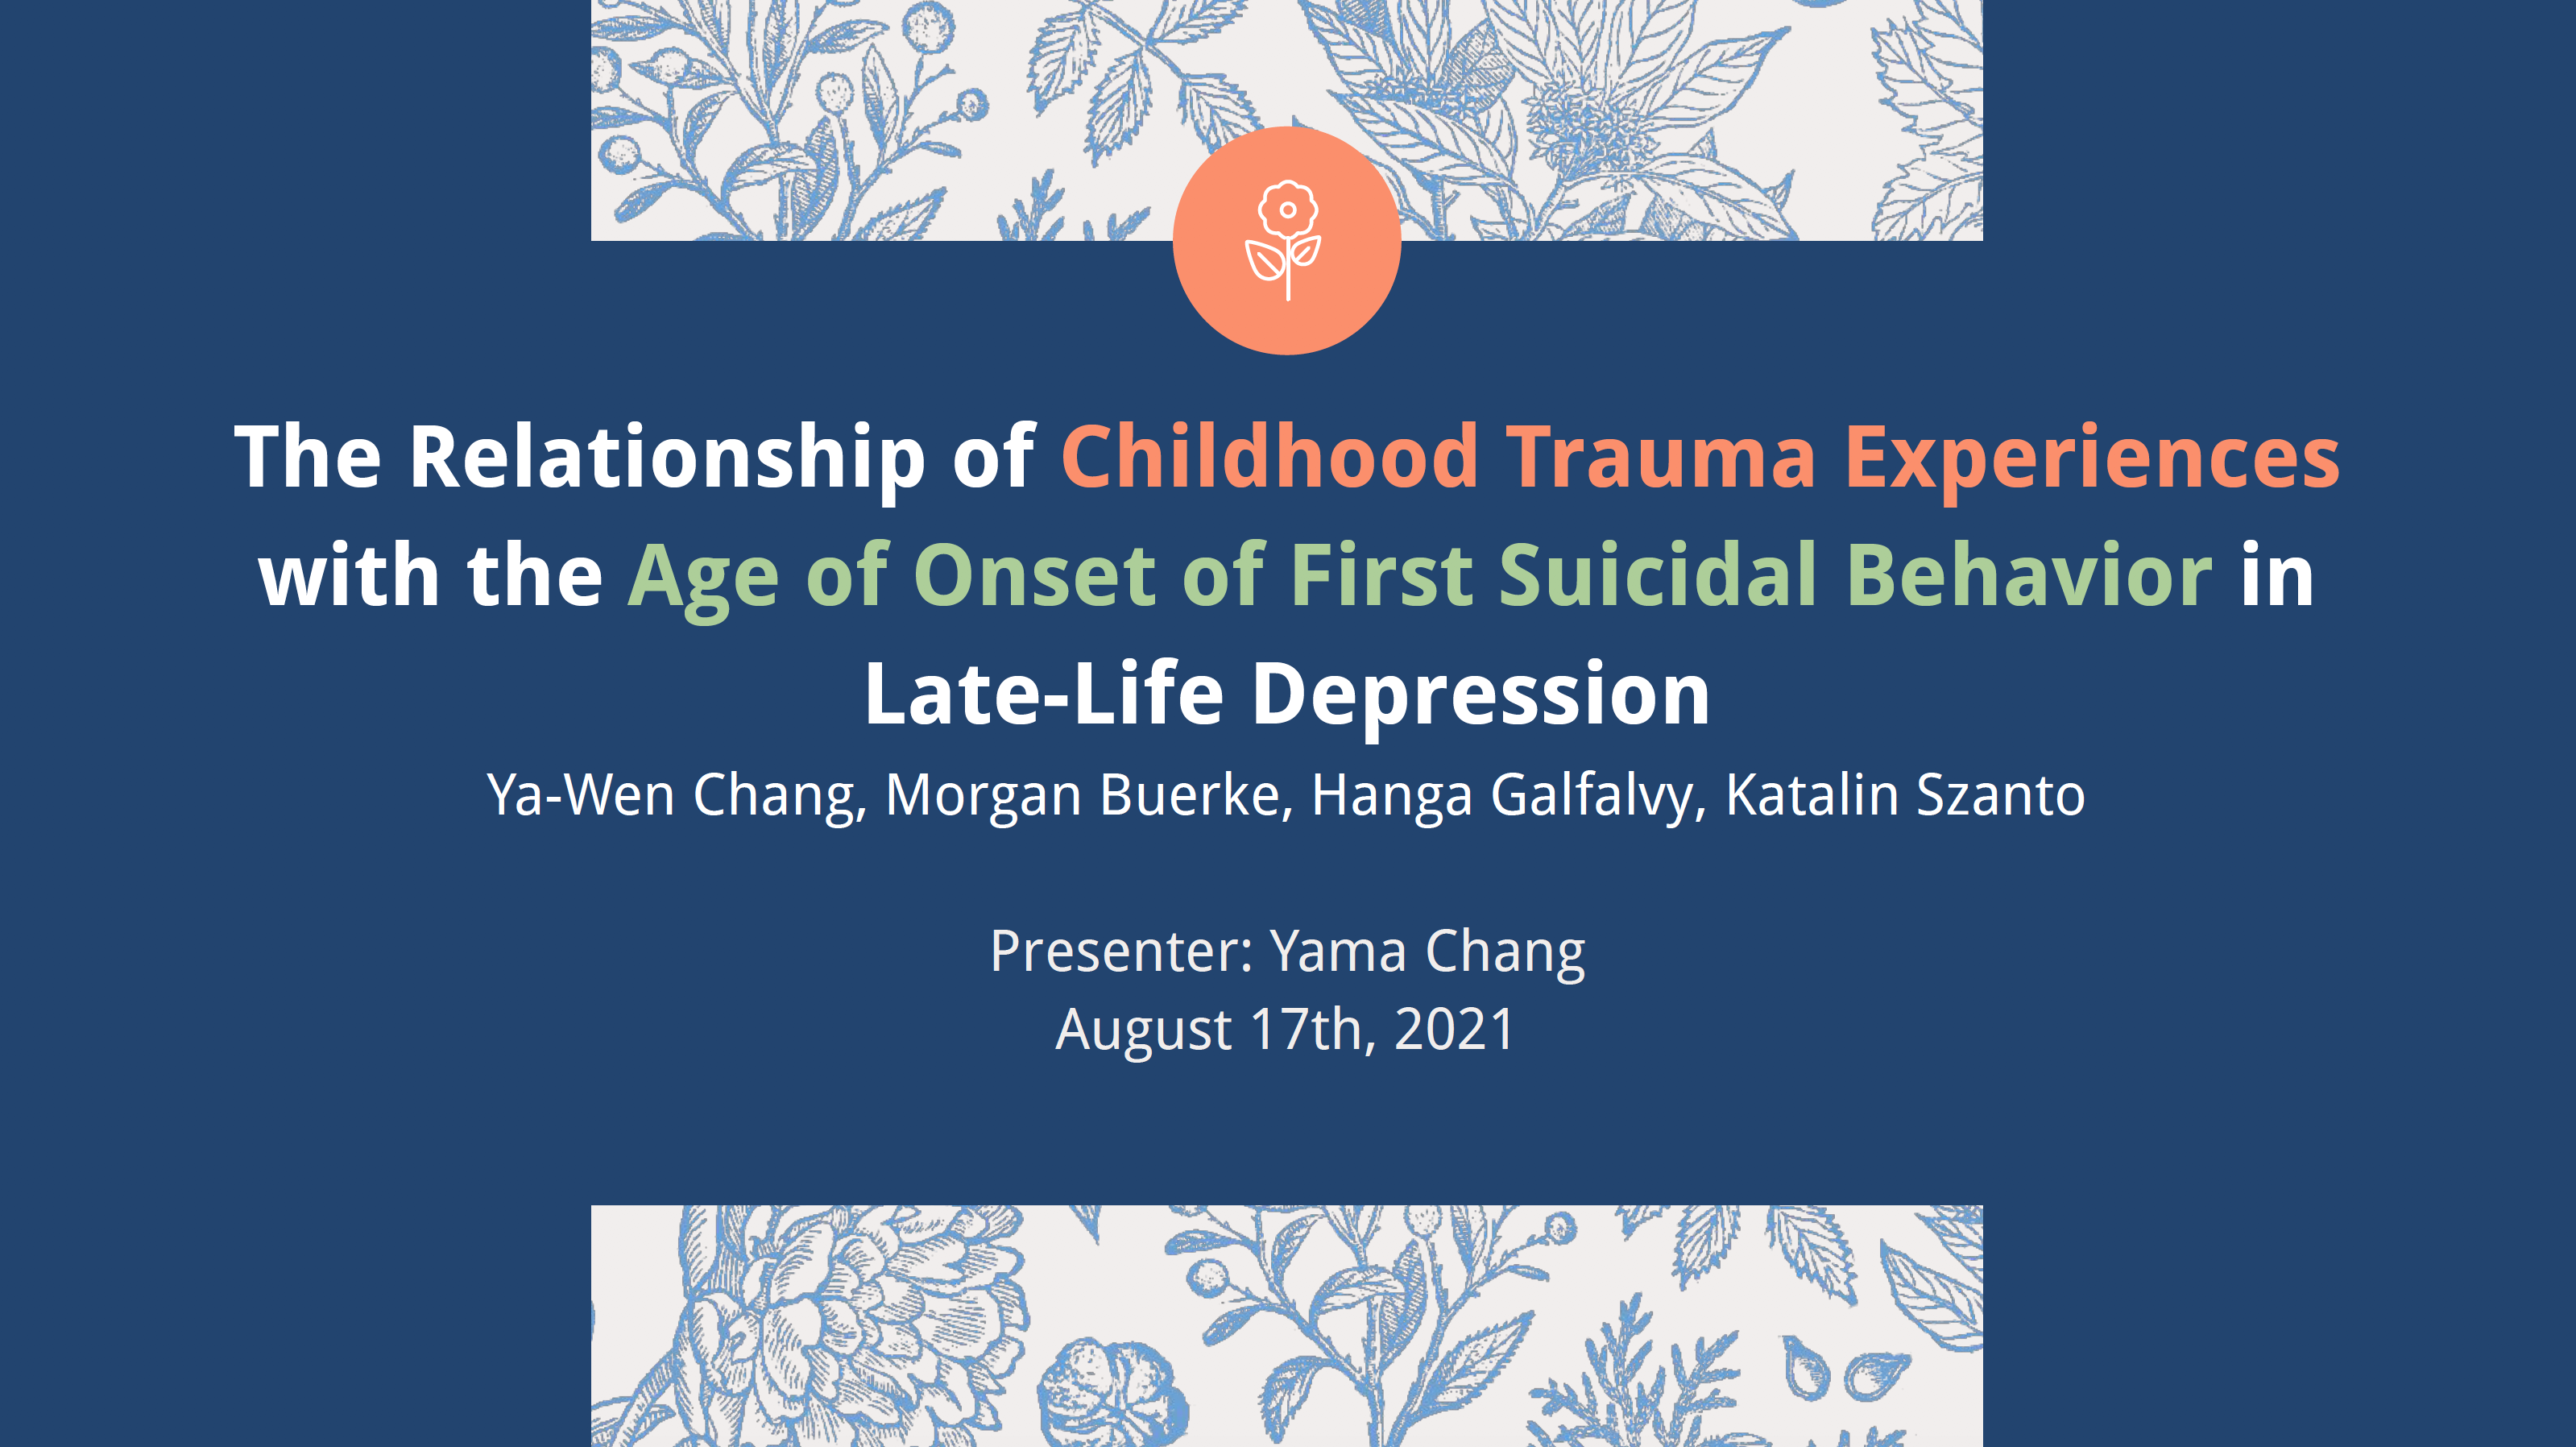 The Relationship of Childhood Trauma Experiences
with the Age of Onset of First Suicidal Behavior in
Late-Life Depression
Ya-Wen Chang, Morgan Buerke, Hanga Galfalvy, Katalin Szanto
Presenter: Yama Chang
August 17th, 2021